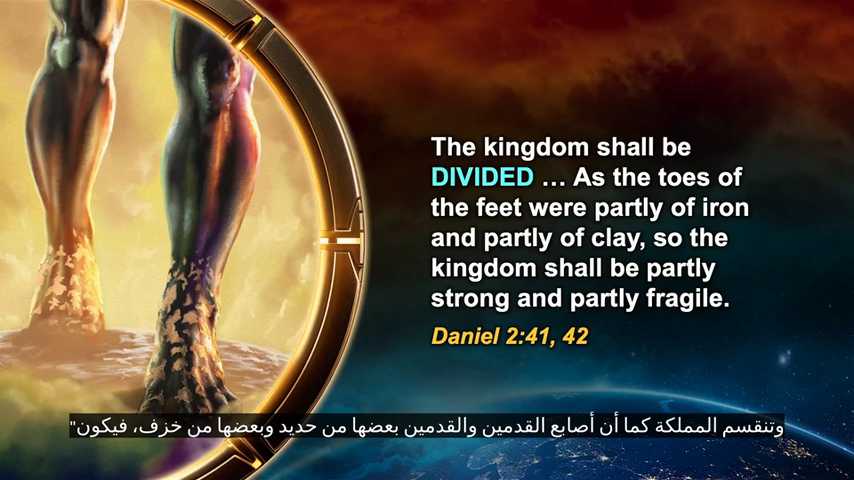 The kingdom shall be
DIVIDED … As the toes of
the feet were partly of iron
and partly of clay, so the
kingdom shall be partly
strong and partly fragile.
Daniel 2:41, 42
وتنقسم المملكة كما أن أصابع القدمين والقدمين بعضها من حديد وبعضها من خزف، فيكون"